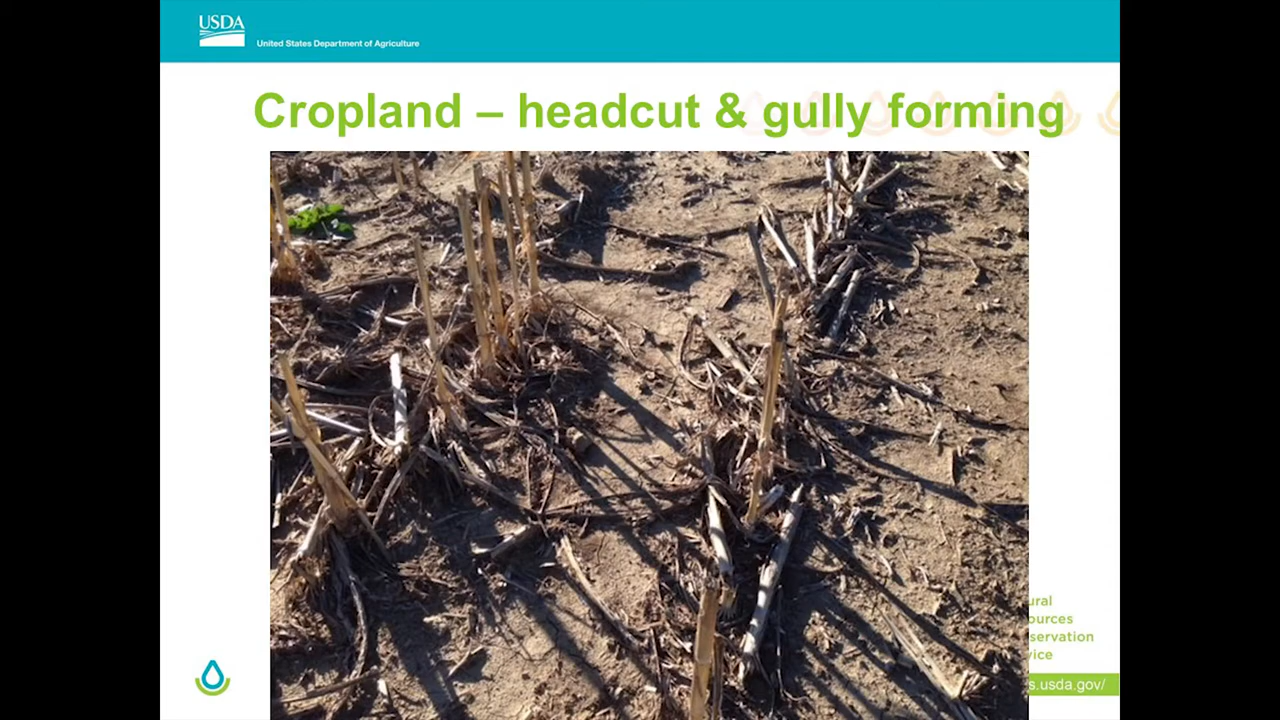 USDA
United States Department of Agriculture
Cropland – headcut & gully forming
ural
ources
servation
vice
s.usda.gov/